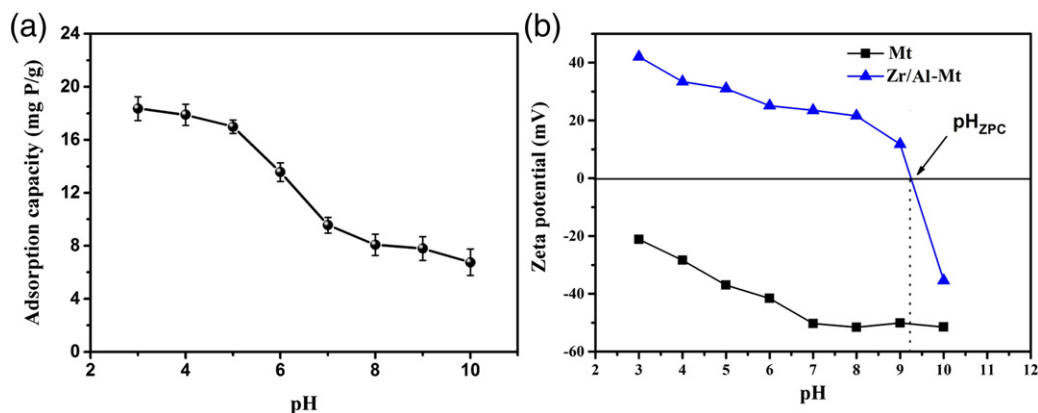 (a)
24
20
16
12
8
4
0
Adsorption capacity (mg P/g)
2 4 6 8 10
pH
(b)
Mt
Zr/Al-Mt
pHZPC
40
20
0
-20
-40
-60
Zeta potential (mV)
2 3 4 5 6 7 8 9 10 11 12
pH